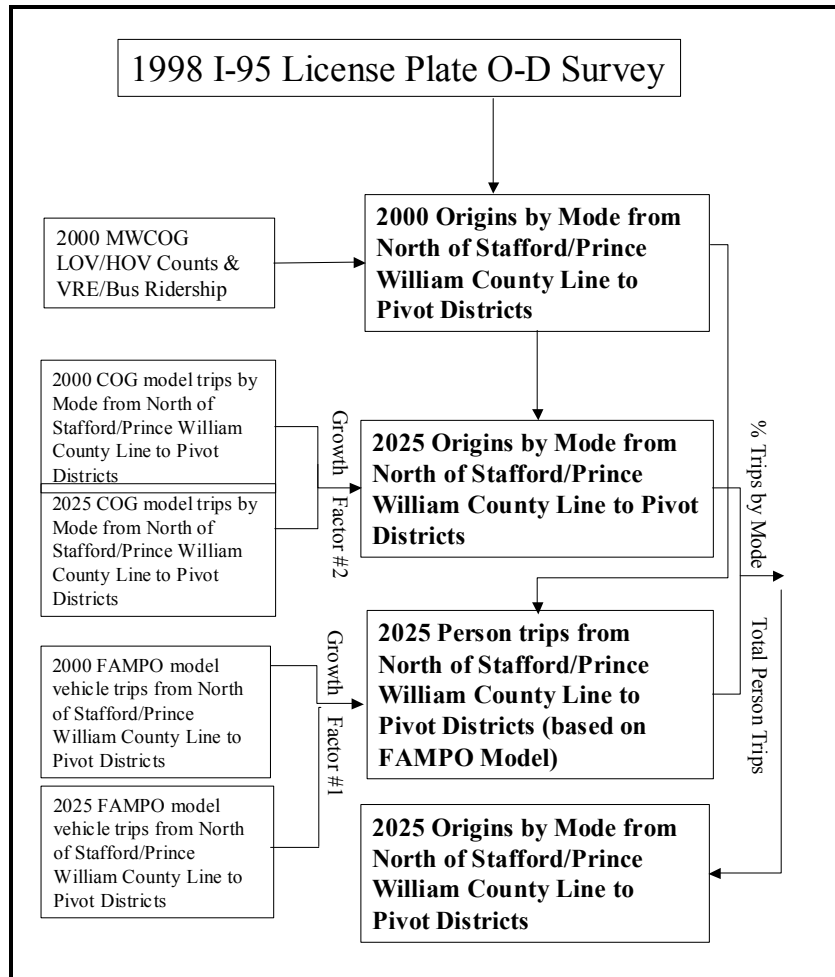 1998 I-95 License Plate O-D Survey
2000 MWCOG
LOV/HOV Counts &
VRE/Bus Ridership
2000 Origins by Mode from
North of Stafford/Prince
William County Line to
Pivot Districts
2000 COG model trips by
Mode from North of
Stafford/Prince William
County Line to Pivot
Districts
2025 COG model trips by
Mode from North of
Stafford/Prince William
County Line to Pivot
Districts
Growth
Factor #2
2025 Origins by Mode from
North of Stafford/Prince
William County Line to Pivot
Districts
% Trips by Mode
Total Person Trips
2000 FAMPO model
vehicle trips from North
of Stafford/Prince
William County Line to
Pivot Districts
2025 FAMPO model
vehicle trips from North
of Stafford/Prince
William County Line to
Pivot Districts
Growth
Factor #1
2025 Person trips from
North of Stafford/Prince
William County Line to
Pivot Districts (based on
FAMPO Model)
2025 Origins by Mode from
North of Stafford/Prince
William County Line to
Pivot Districts